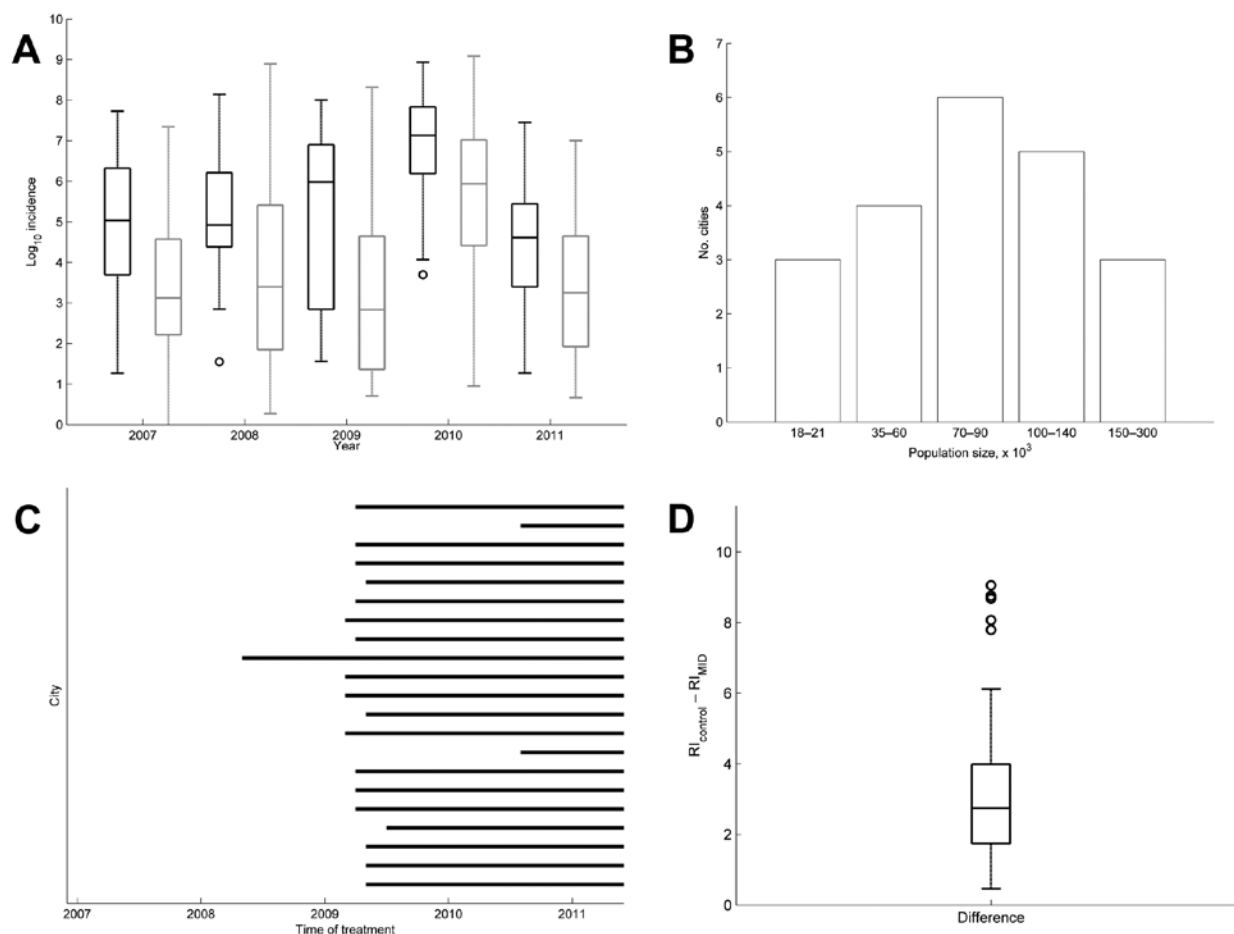 A
Log10 incidence
10
9
8
7
6
5
4
3
2
1
0
2007 2008 2009 2010 2011
Year
B
No. cities
7
6
5
4
3
2
1
18–21 35–60 70–90 100–140 150–300
Population size, x 10³
C
City
2007 2008 2009 2010 2011
Time of treatment
D
RIcontrol – RIMID
10
8
6
4
2
0
Difference